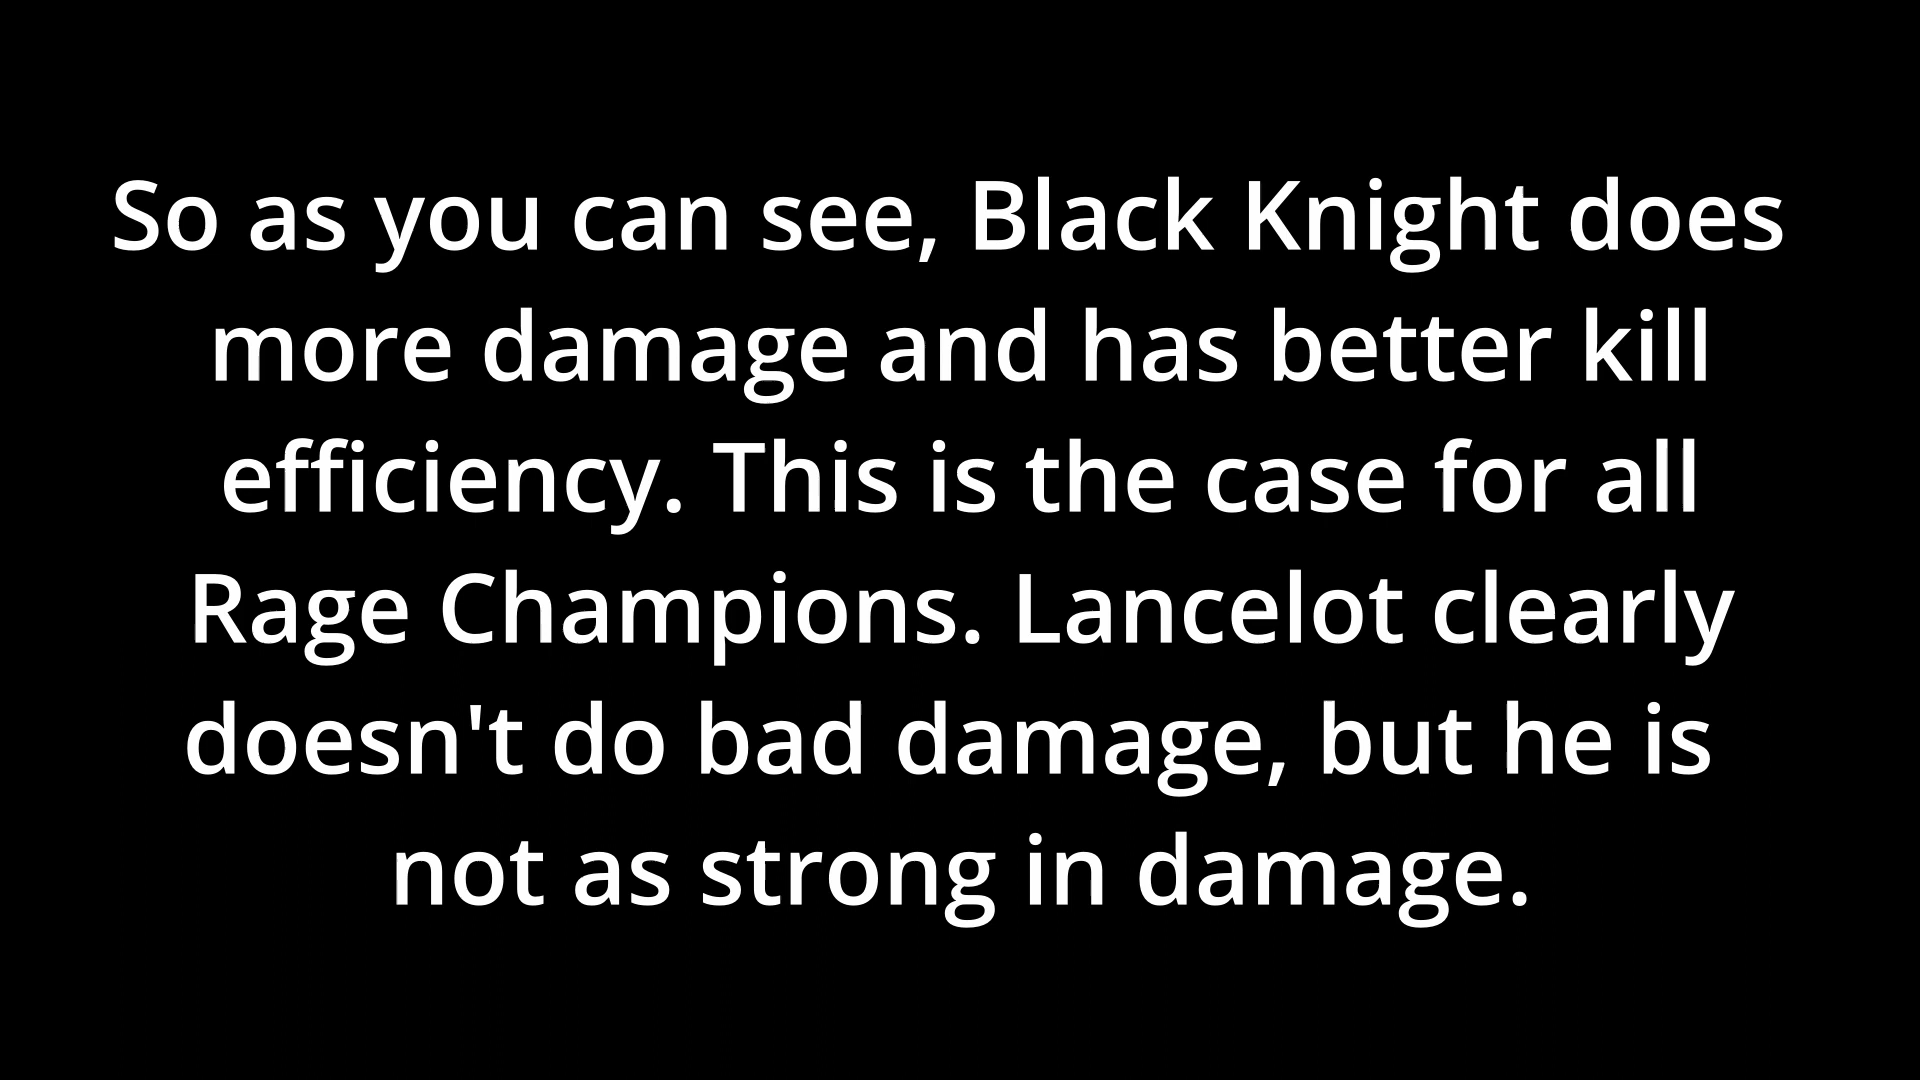 So as you can see, Black Knight does
more damage and has better kill
efficiency. This is the case for all
Rage Champions. Lancelot clearly
doesn't do bad damage, but he is
not as strong in damage.